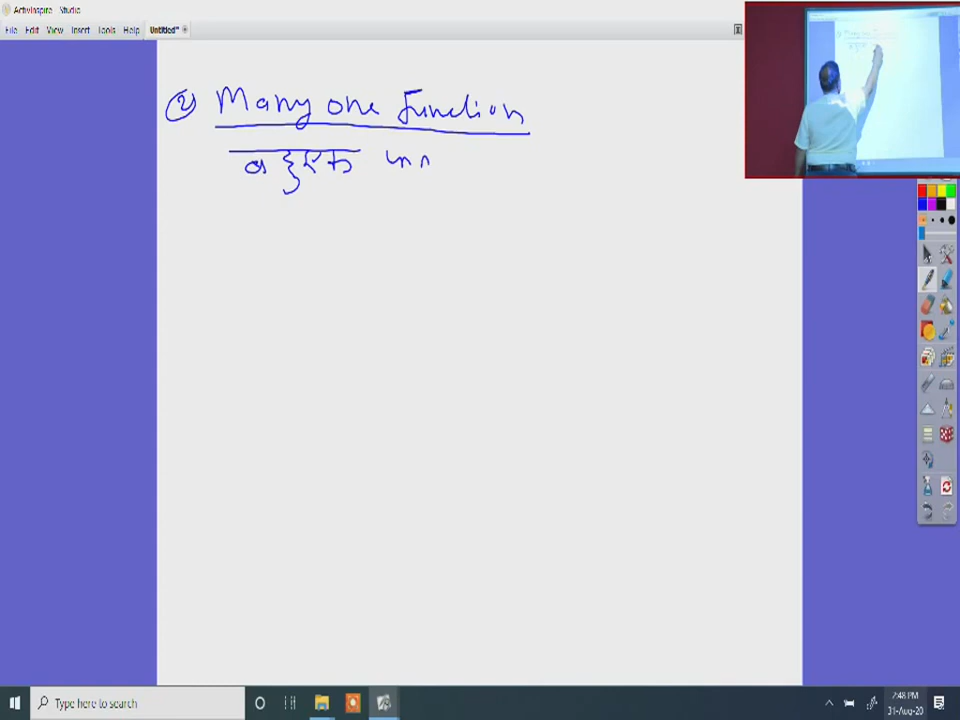 ActivInspire Studio
File Edit View Insert Tools Help Untitled*
② Many one Function
बहुएक
Type here to search
7:48 PM
31-Aug-20